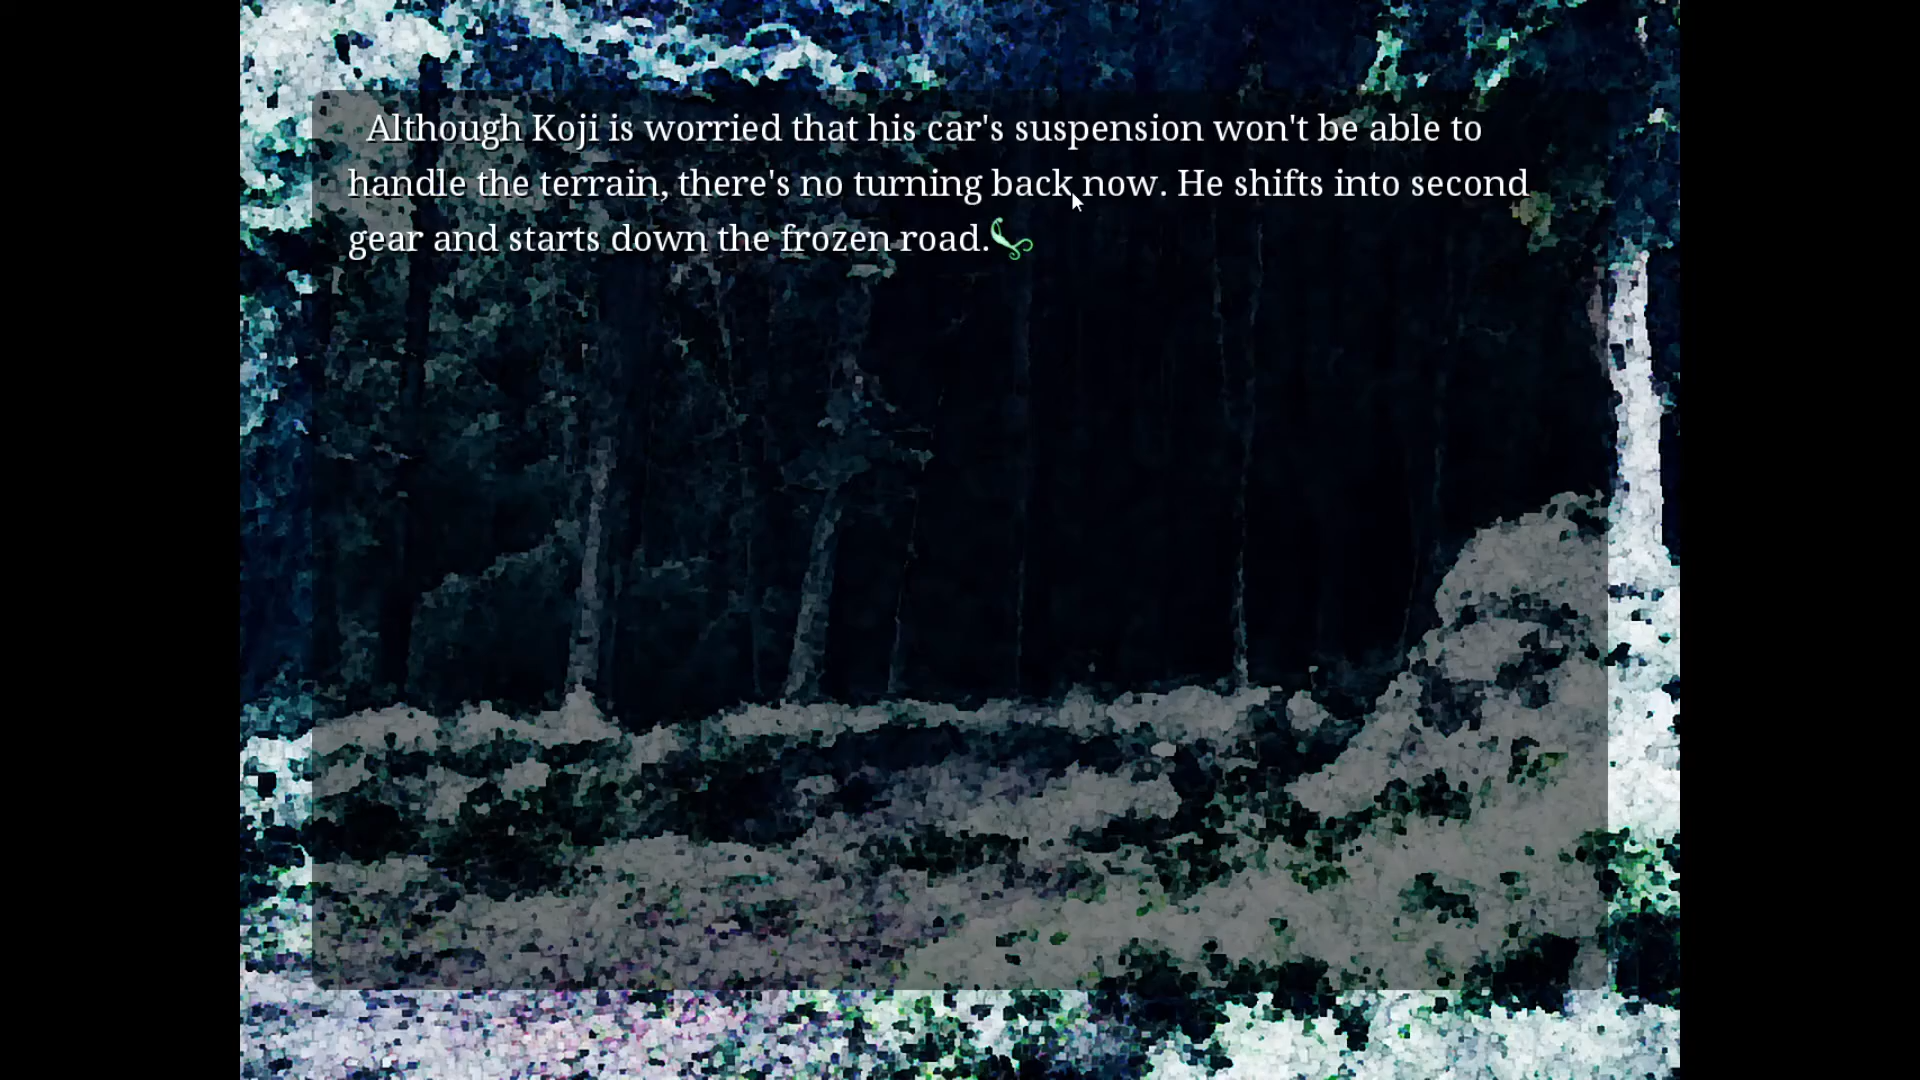 Although Koji is worried that his car's suspension won't be able to
handle the terrain, there's no turning back now. He shifts into second
gear and starts down the frozen road.